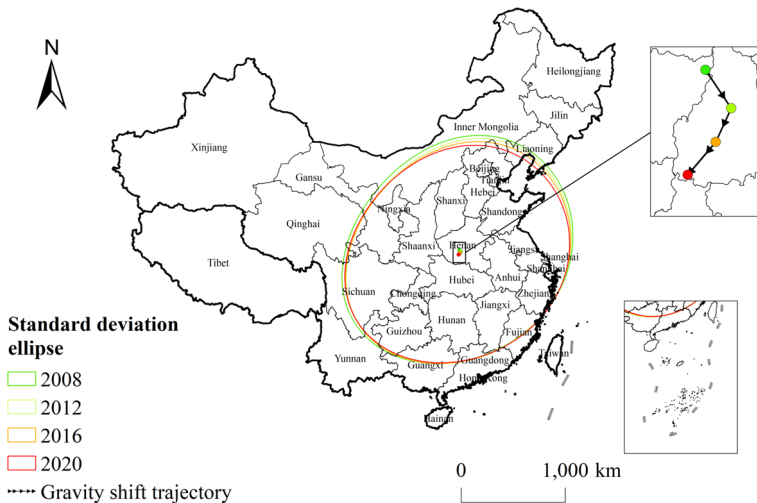 N
Heilongjiang
Jilin
Inner Mongolia
Liaoning
Xinjiang
Beijing
Tianjin
Gansu
Hebei
Shanxi
Ningxia
Shandong
Qinghai
Shaanxi
Henan
Jiangsu
Shanghai
Shanghai
Tibet
Hubei
Anhui
Sichuan
Chongqing
Zhejiang
Jiangxi
Hunan
Guizhou
Fujian
Yunnan
Guangxi
Guangdong
Taiwan
Hong Kong
Hainan
Standard deviation
ellipse
2008
2012
2016
2020
Gravity shift trajectory
0 1,000 km